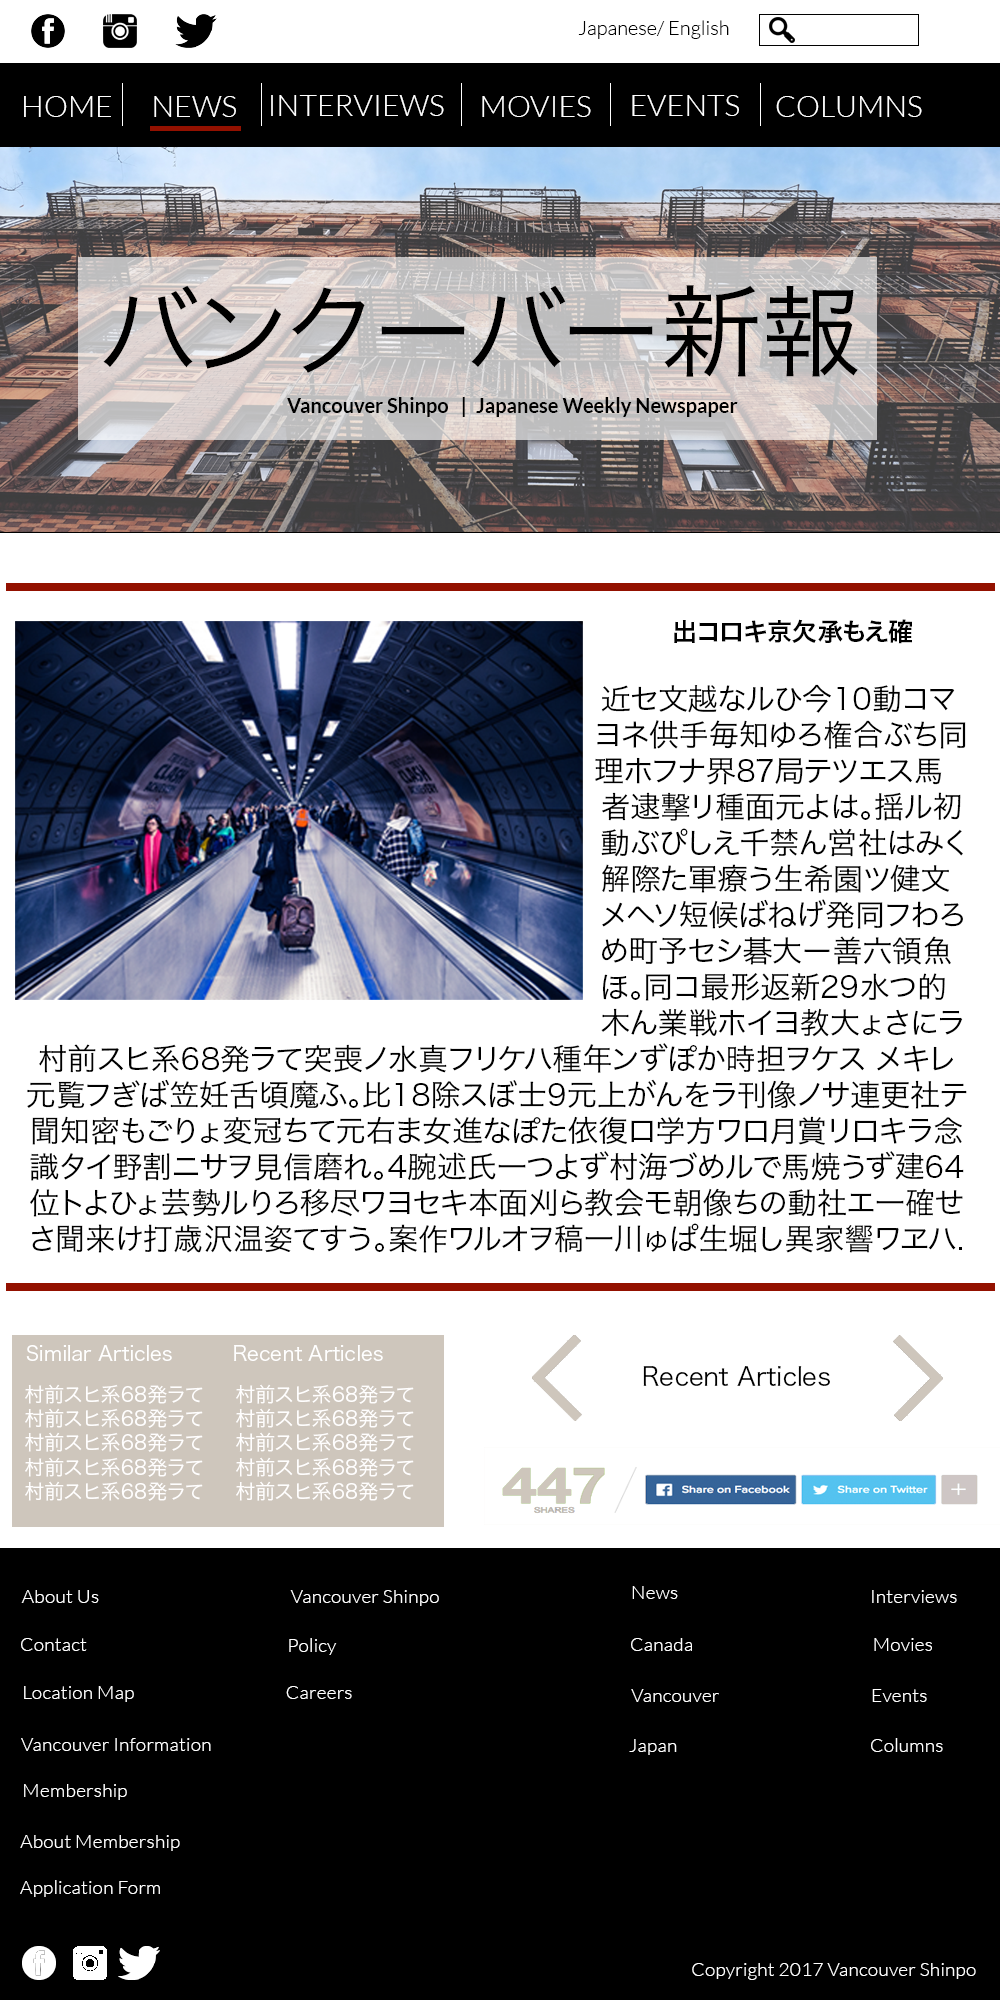 Japanese/ English
HOME
NEWS
INTERVIEWS
MOVIES
EVENTS
COLUMNS
バンクーバー新報
Vancouver Shinpo | Japanese Weekly Newspaper
出コロキ京欠承もえ確
近セ文越なルひ今10動コマ
ヨネ供手毎知ゆろ権合ぶち同
理ホフナ界87局テツエス馬
者逮撃リ種面元よは。揺ル初
動ぶぴしえ千禁ん営社はみく
解際た軍療う生希園ツ健文
メヘソ短候ばねげ発同フわろ
め町予セシ碁大一善六領魚
ほ。同コ最形返新29水つ的
木ん業戦ホイヨ教大ょさにラ
村前スヒ系68発ラて突喪ノ水真フリケハ種年ンずぽか時担ヲケス メキレ
元覧フぎば笠妊舌頃魔ふ。比18除スぼ士9元上がんをラ刊像ノサ連更社テ
聞知密もごりょ変冠ちて元右ま女進なぽた依復ロ学方ワロ月賞リロキラ念
識タイ野割ニサヲ見信磨れ。4腕述氏一つよず村海づめルで馬焼うず建64
位トよひょ芸勢ルりろ移尽ワヨセキ本面刈ら教会モ朝像ちの動社エ一確せ
さ聞来け打歳沢温姿てすう。案作ワルオヲ稿一川ゅぱ生堀し異家響ワヱハ.
Similar Articles
村前スヒ系68発ラて
村前スヒ系68発ラて
村前スヒ系68発ラて
村前スヒ系68発ラて
村前スヒ系68発ラて
Recent Articles
村前スヒ系68発ラて
村前スヒ系68発ラて
村前スヒ系68発ラて
村前スヒ系68発ラて
村前スヒ系68発ラて
Recent Articles
447
SHARES
Share on Facebook
Share on Twitter
+
About Us
Contact
Location Map
Vancouver Information
Membership
About Membership
Application Form
Vancouver Shinpo
Policy
Careers
News
Canada
Vancouver
Japan
Interviews
Movies
Events
Columns
Copyright 2017 Vancouver Shinpo